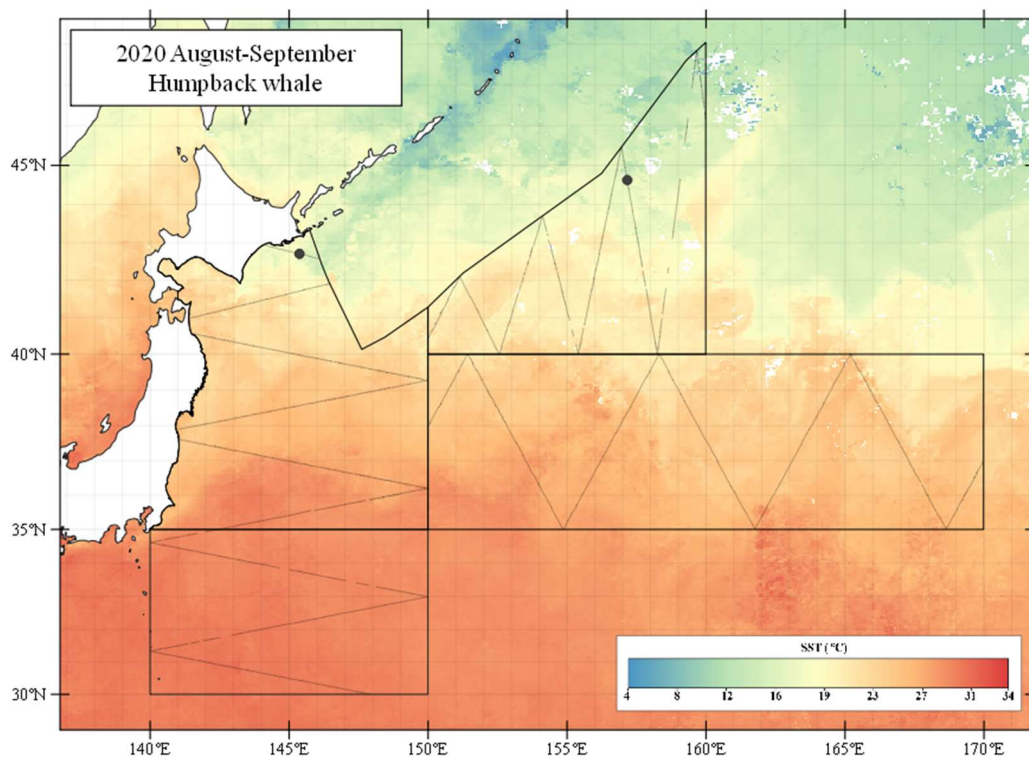 2020 August-September
Humpback whale
45°N
40°N
35°N
30°N
SST (°C)
4 8 12 16 19 23 27 31 34
140°E 145°E 150°E 155°E 160°E 165°E 170°E